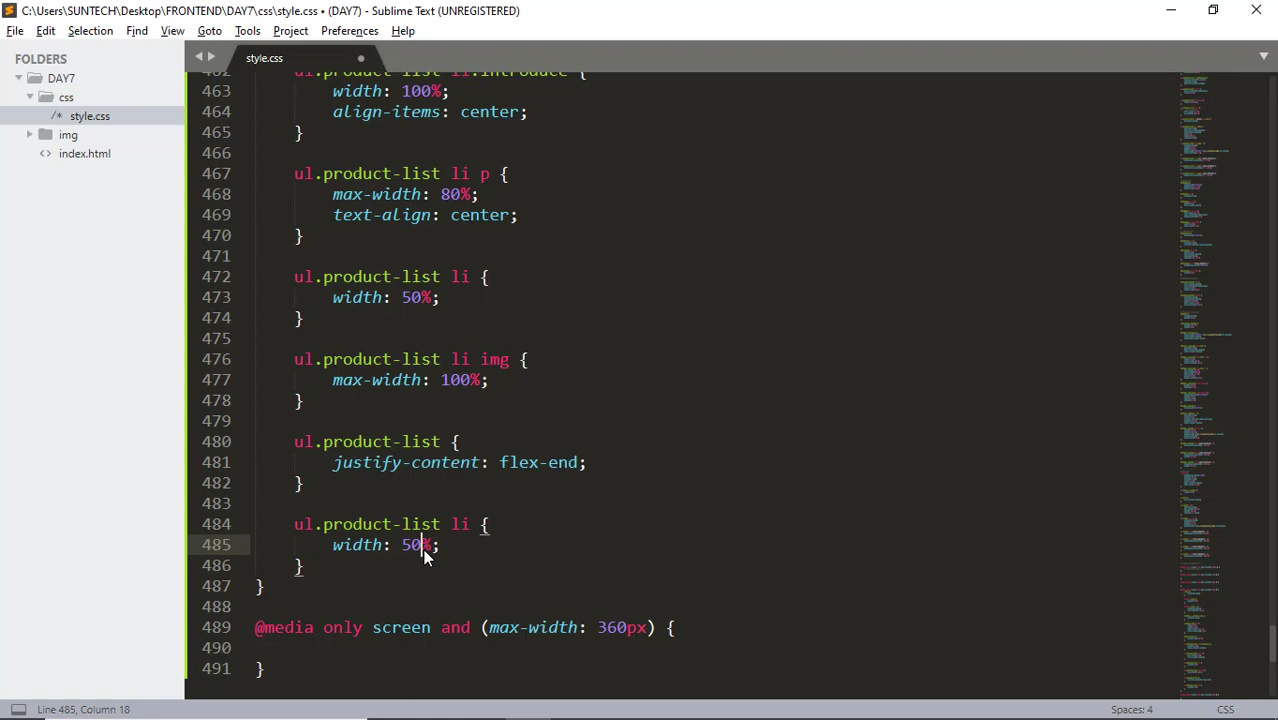 C:\Users\SUNTECH\Desktop\FRONTEND\DAY7\css\style.css • (DAY7) - Sublime Text (UNREGISTERED)
File Edit Selection Find View Goto Tools Project Preferences Help
FOLDERS
DAY7
css
/* style.css
img
<> index.html
style.css
462 ul.product-list li.introduce {
463 width: 100%;
464 align-items: center;
465 }
466
467 ul.product-list li p {
468 max-width: 80%;
469 text-align: center;
470 }
471
472 ul.product-list li {
473 width: 50%;
474 }
475
476 ul.product-list li img {
477 max-width: 100%;
478 }
479
480 ul.product-list {
481 justify-content: flex-end;
482 }
483
484 ul.product-list li {
485 width: 50%;
486 }
487 }
488
489 @media only screen and (max-width: 360px) {
490
491 }
Line 485, Column 18
Spaces: 4
CSS